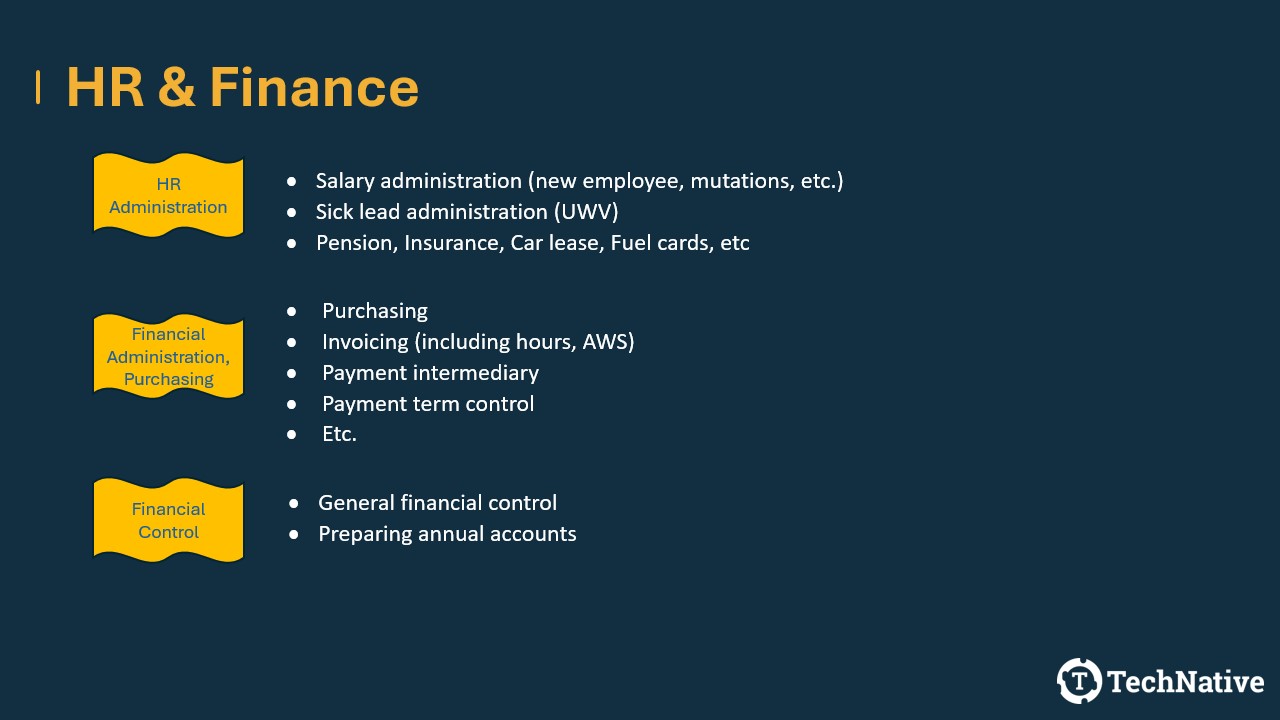 HR & Finance
HR
Administration
● Salary administration (new employee, mutations, etc.)
● Sick lead administration (UWV)
● Pension, Insurance, Car lease, Fuel cards, etc
Financial
Administration,
Purchasing
● Purchasing
● Invoicing (including hours, AWS)
● Payment intermediary
● Payment term control
● Etc.
Financial
Control
● General financial control
● Preparing annual accounts
T TechNative